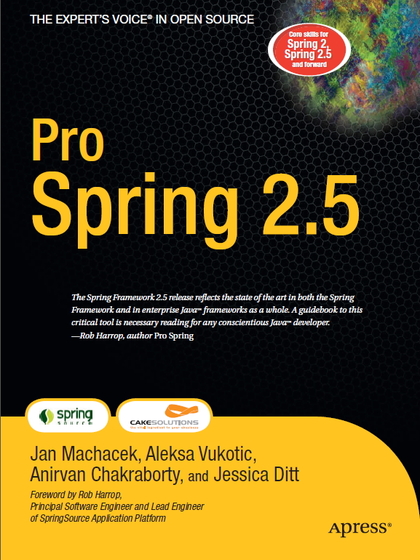 THE EXPERT'S VOICE® IN OPEN SOURCE
Core skills for
Spring 2,
Spring 2.5
and forward
Pro
Spring 2.5
The Spring Framework 2.5 release reflects the state of the art in both the Spring
Framework and in enterprise Java™ frameworks as a whole. A guidebook to this
critical tool is necessary reading for any conscientious Java™ developer.
—Rob Harrop, author Pro Spring
spring
source
CAKESOLUTIONS
Jan Machacek, Aleksa Vukotic,
Anirvan Chakraborty, and Jessica Ditt
Foreword by Rob Harrop,
Principal Software Engineer and Lead Engineer
of SpringSource Application Platform
Apress®